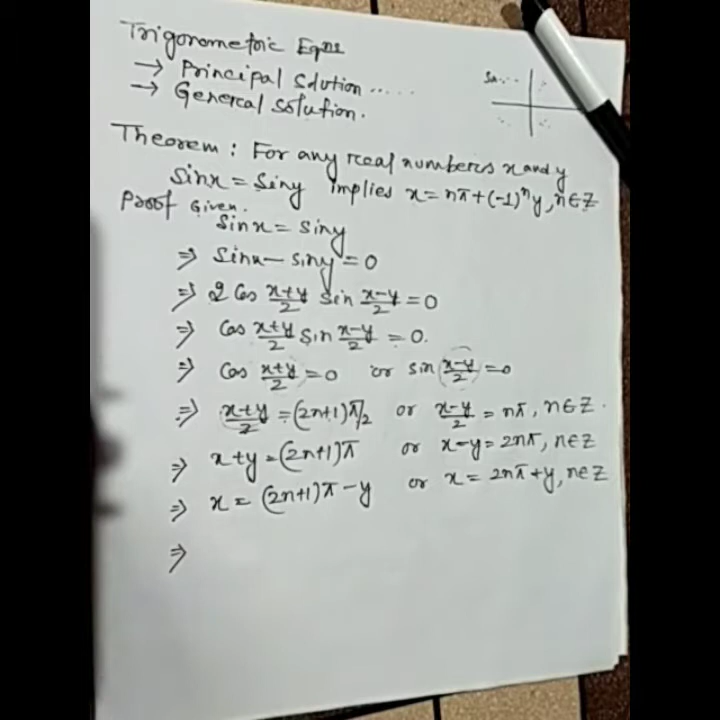 Trigonometric Eqns
→ Principal Solution .....
→ General Solution.
Theorem : For any real numbers x and y
Sinx = Siny implies x = nπ + (-1)ⁿy, n∈Z
Proof Given.
Sinx = Siny
⇒ Sinx - siny = 0
⇒ 2 Cos (x+y)/2 Sin (x-y)/2 = 0
⇒ Cos (x+y)/2 Sin (x-y)/2 = 0.
⇒ Cos (x+y)/2 = 0 or sin (x-y)/2 = 0
⇒ (x+y)/2 = (2n+1)π/2 or (x-y)/2 = nπ, n∈Z.
⇒ x+y = (2n+1)π or x-y = 2nπ, n∈Z
⇒ x = (2n+1)π - y or x = 2nπ + y, n∈Z
⇒